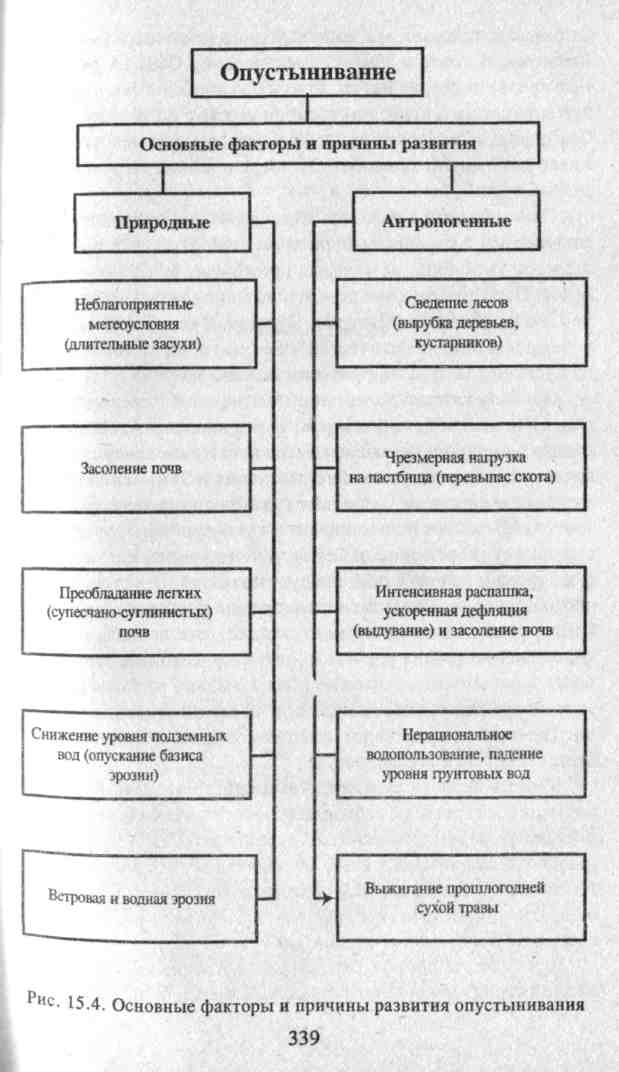 Опустынивание
Основные факторы и причины развития
Природные
Антропогенные
Неблагоприятные
метеоусловия
(длительные засухи)
Сведепие лесов
(вырубка деревьев,
кустарников)
Засоление почв
Чрезмерная нагрузка
на пастбища (перевыпас скота)
Преобладание легких
(супесчано-суглинистых)
почв
Интенсивная распашка,
ускоренная дефляция
(выдувание) и засоление почв
Снижение уровня подземных
вод (опускание базиса
эрозии)
Нерациональное
водопользование, падение
уровня грунтовых вод
Ветровая и водная эрозия
Выжигание прошлогодней
сухой травы
Рис. 15.4. Основные факторы и причины развития опустынивания
339